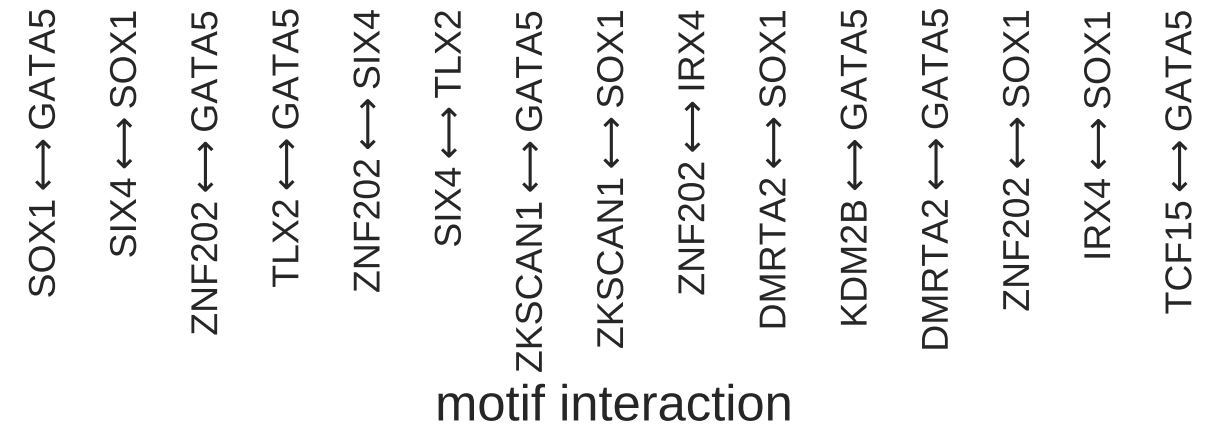 SOX1 ⟷ GATA5
SIX4 ⟷ SOX1
ZNF202 ⟷ GATA5
TLX2 ⟷ GATA5
ZNF202 ⟷ SIX4
SIX4 ⟷ TLX2
ZKSCAN1 ⟷ GATA5
ZKSCAN1 ⟷ SOX1
ZNF202 ⟷ IRX4
DMRTA2 ⟷ SOX1
KDM2B ⟷ GATA5
DMRTA2 ⟷ GATA5
ZNF202 ⟷ SOX1
IRX4 ⟷ SOX1
TCF15 ⟷ GATA5
motif interaction